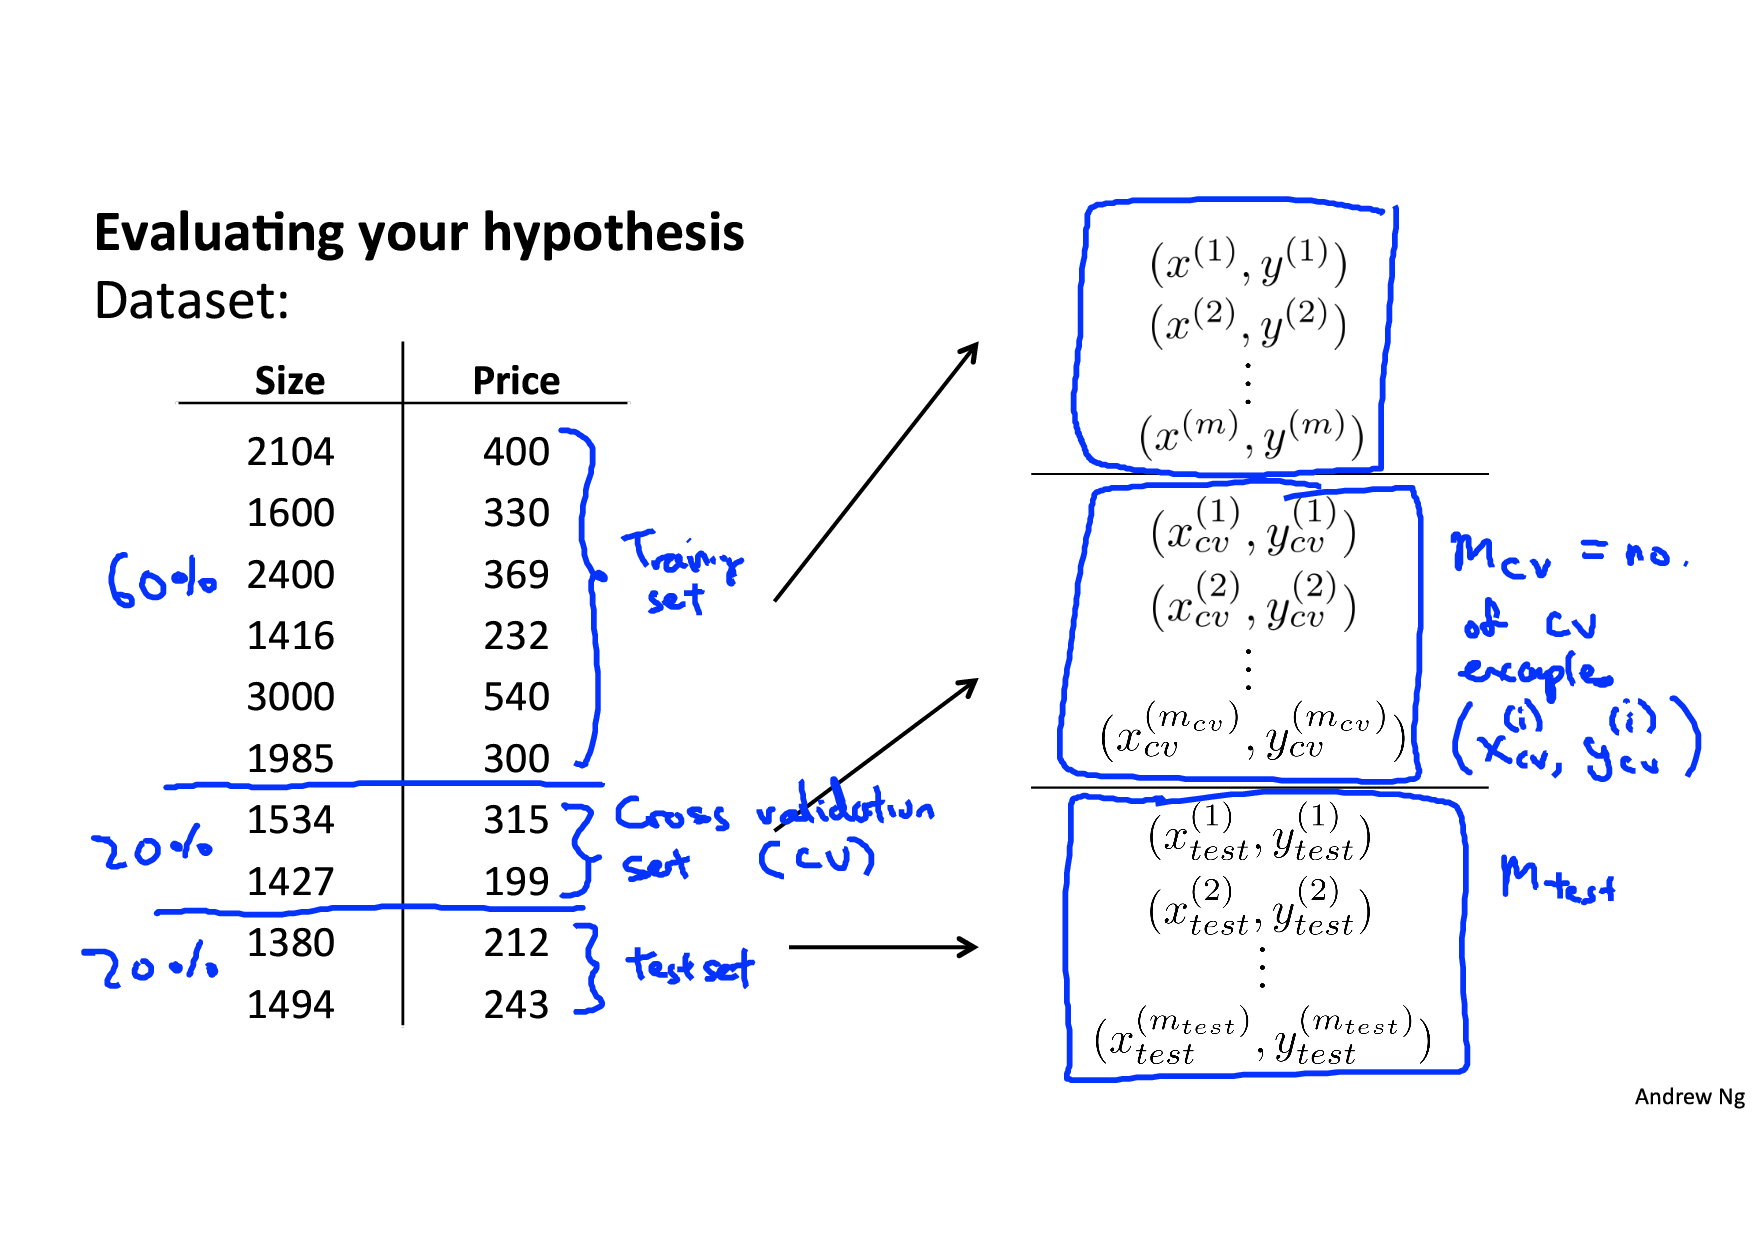 Evaluating your hypothesis
Dataset:
Size Price
2104 400
1600 330
2400 369
1416 232
3000 540
1985 300
1534 315
1427 199
1380 212
1494 243
60%
20%
20%
Training
set
Cross validation
set (CV)
test set
(x^{(1)}, y^{(1)})
(x^{(2)}, y^{(2)})
⋮
(x^{(m)}, y^{(m)})
(x_{cv}^{(1)}, y_{cv}^{(1)})
(x_{cv}^{(2)}, y_{cv}^{(2)})
⋮
(x_{cv}^{(m_{cv})}, y_{cv}^{(m_{cv})})
(x_{test}^{(1)}, y_{test}^{(1)})
(x_{test}^{(2)}, y_{test}^{(2)})
⋮
(x_{test}^{(m_{test})}, y_{test}^{(m_{test})})
m_{cv} = no.
of cv
examples
(x_{cv}^{(i)}, y_{cv}^{(i)})
m_{test}
Andrew Ng